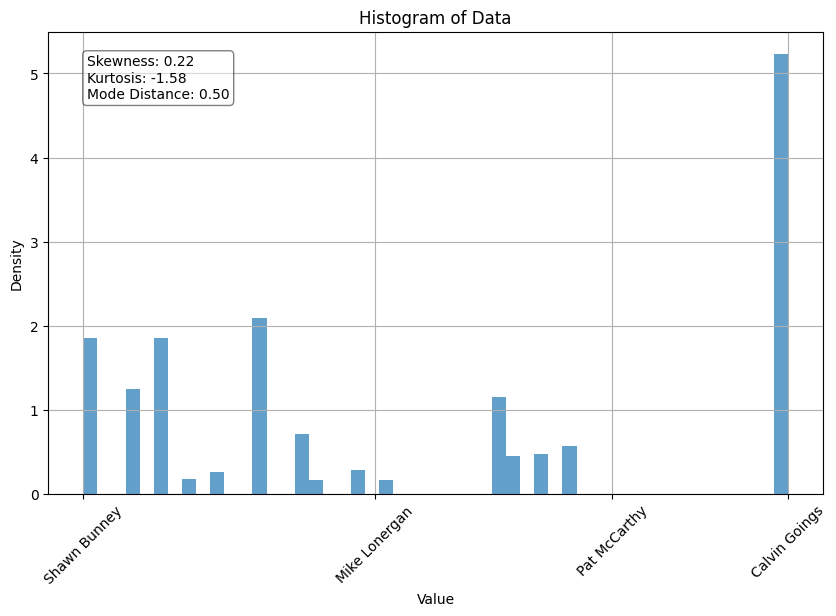 Histogram of Data
Skewness: 0.22
Kurtosis: -1.58
Mode Distance: 0.50
Density
5
4
3
2
1
0
Shawn Bunney
Mike Lonergan
Pat McCarthy
Calvin Goings
Value